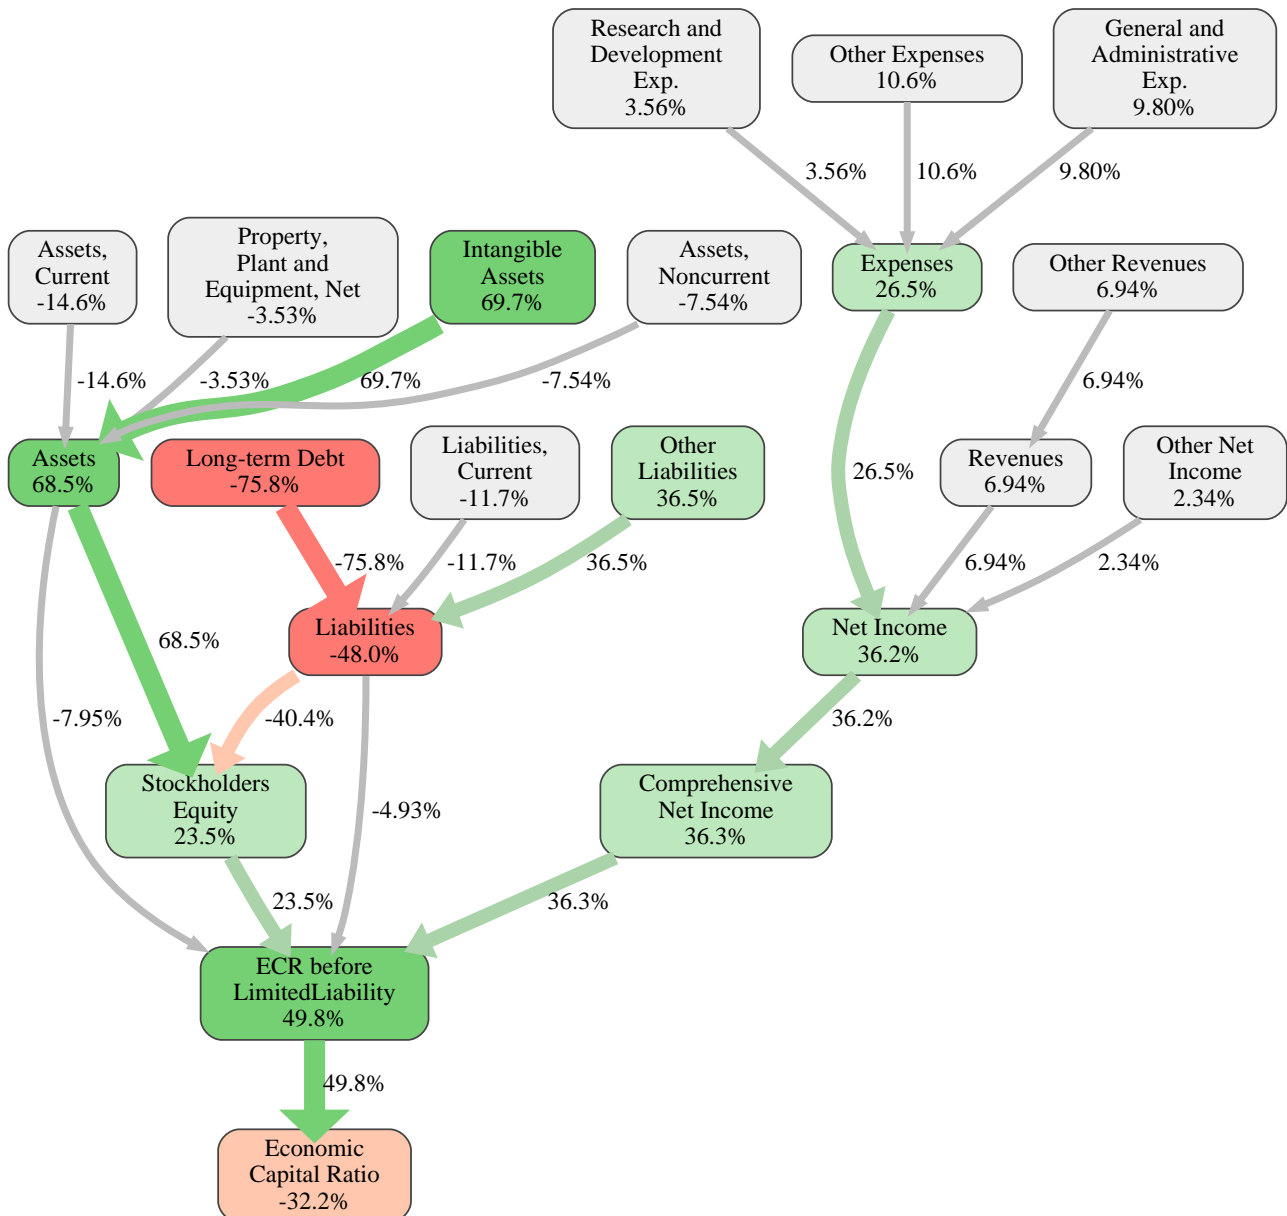 Research and
Development
Exp.
3.56%
Other Expenses
10.6%
General and
Administrative
Exp.
9.80%
3.56%
10.6%
9.80%
Assets,
Current
-14.6%
Property,
Plant and
Equipment, Net
-3.53%
Intangible
Assets
69.7%
Assets,
Noncurrent
-7.54%
Expenses
26.5%
Other Revenues
6.94%
-14.6%
-3.53%
69.7%
-7.54%
6.94%
Assets
68.5%
Long-term Debt
-75.8%
Liabilities,
Current
-11.7%
Other
Liabilities
36.5%
26.5%
Revenues
6.94%
Other Net
Income
2.34%
-75.8%
-11.7%
36.5%
6.94%
2.34%
68.5%
Liabilities
-48.0%
Net Income
36.2%
-7.95%
-40.4%
36.2%
Stockholders
Equity
23.5%
-4.93%
Comprehensive
Net Income
36.3%
23.5%
36.3%
ECR before
LimitedLiability
49.8%
49.8%
Economic
Capital Ratio
-32.2%